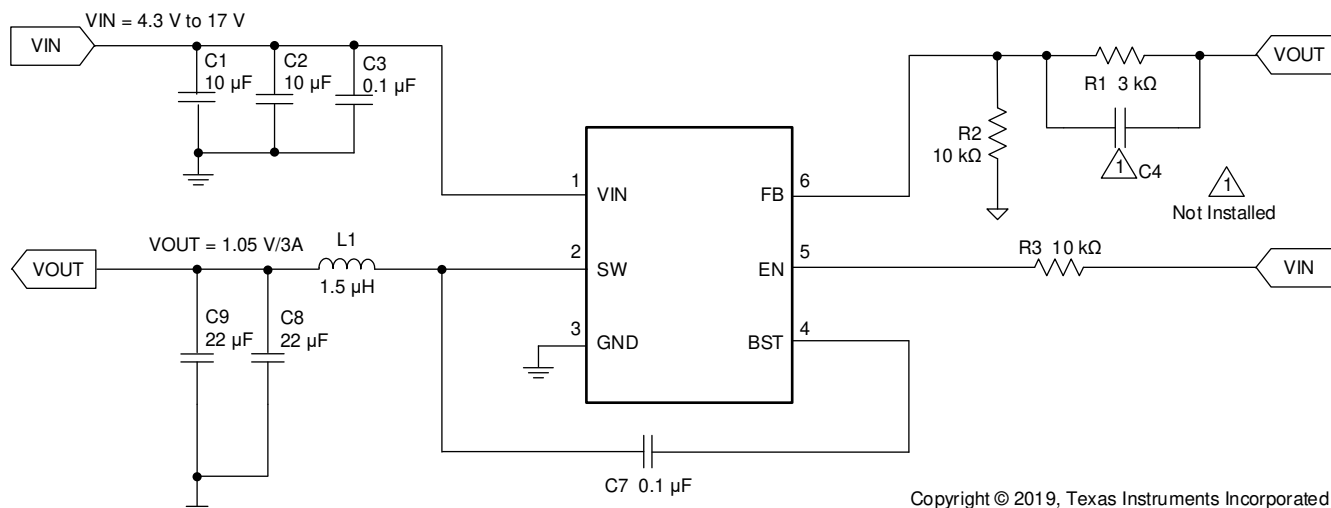 VIN = 4.3 V to 17 V
VIN
C1
10 µF
C2
10 µF
C3
0.1 µF
VOUT
R1 3 kΩ
R2
10 kΩ
1
C4
1
Not Installed
1
VIN
FB
6
VOUT = 1.05 V/3A
L1
1.5 µH
VOUT
2
SW
EN
5
R3 10 kΩ
VIN
C9
22 µF
C8
22 µF
3
GND
BST
4
C7 0.1 µF
Copyright © 2019, Texas Instruments Incorporated